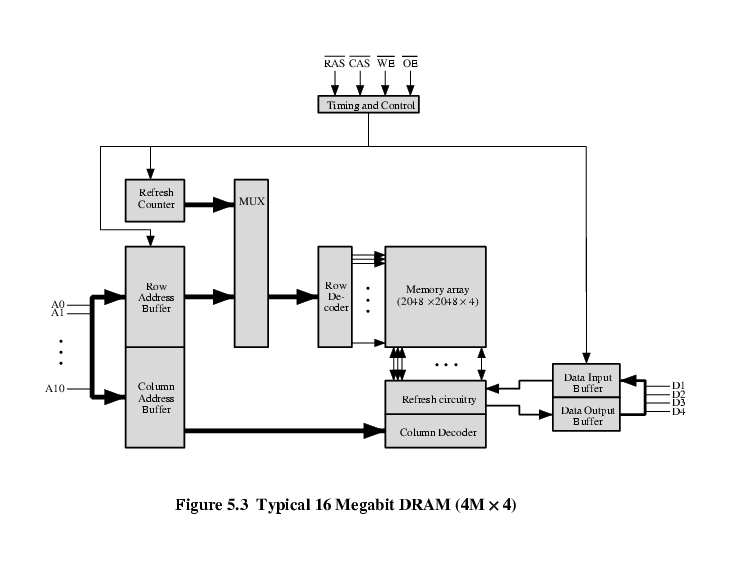 RAS CAS WE OE
Timing and Control
Refresh
Counter
MUX
Row
Address
Buffer
Row
De-
coder
Memory array
(2048 ×2048 × 4)
A0
A1
A10
Column
Address
Buffer
Refresh circuitry
Column Decoder
Data Input
Buffer
Data Output
Buffer
D1
D2
D3
D4
Figure 5.3 Typical 16 Megabit DRAM (4M × 4)